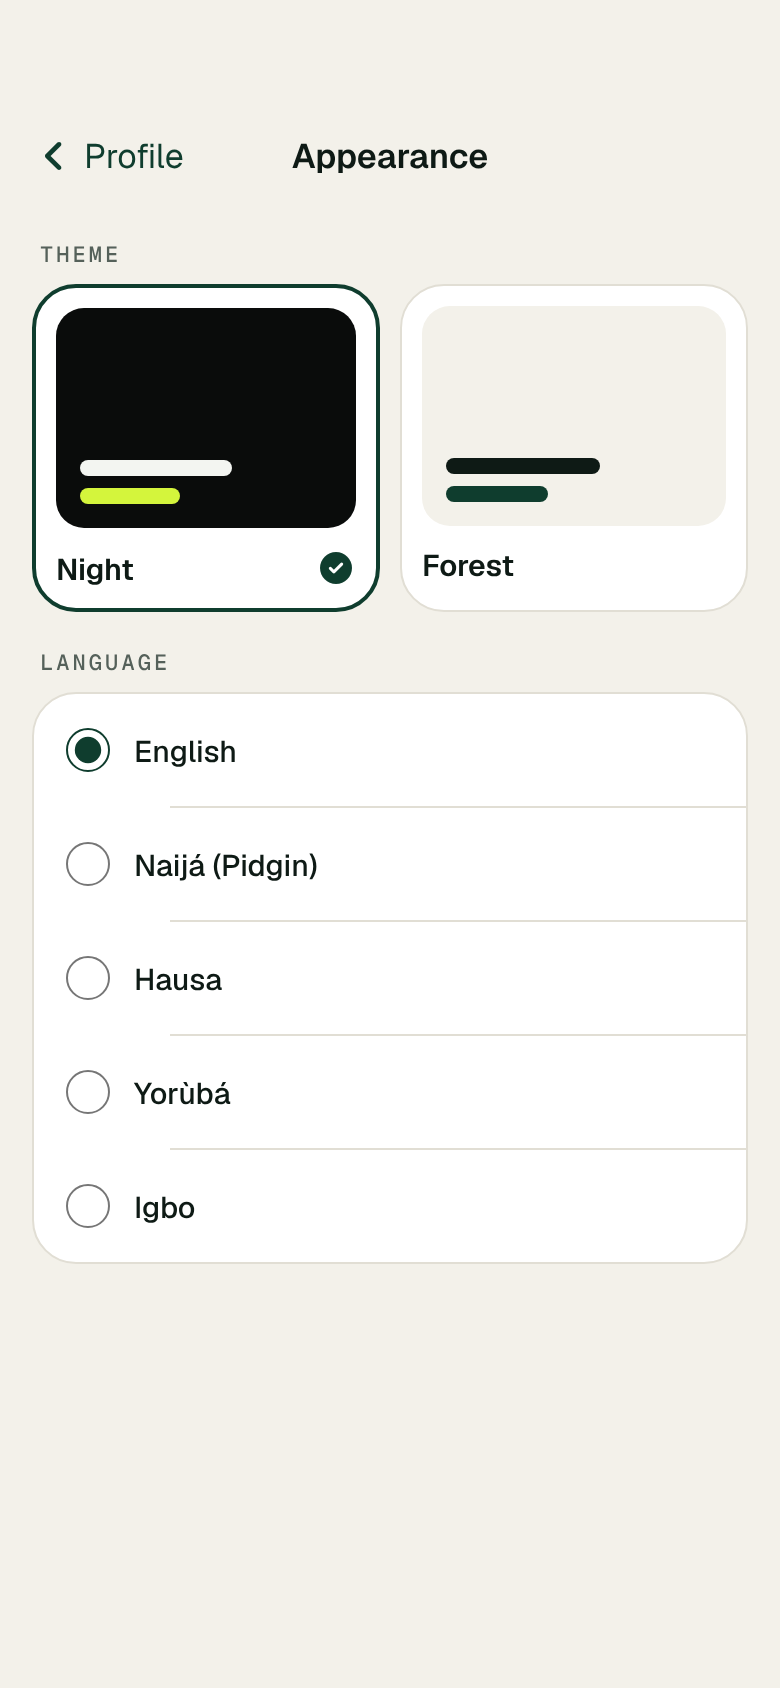 Profile
Appearance
THEME
Night
Forest
LANGUAGE
English
Naijá (Pidgin)
Hausa
Yorùbá
Igbo